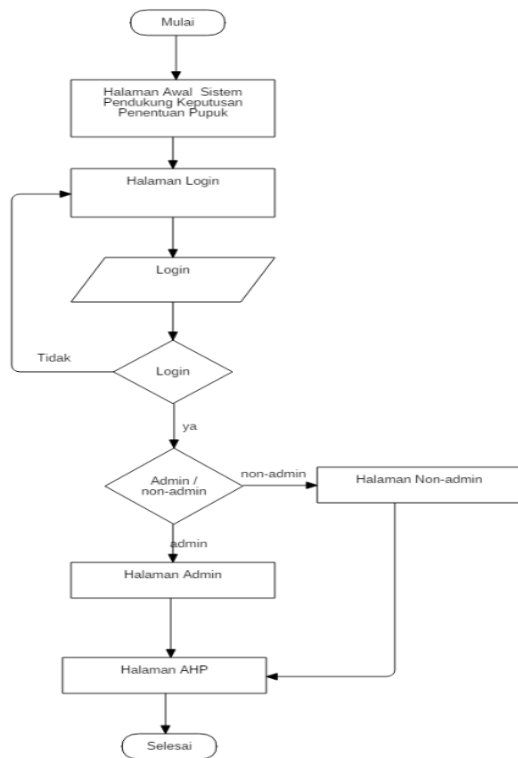 Mulai
Halaman Awal Sistem
Pendukung Keputusan
Penentuan Pupuk
Halaman Login
Login
Tidak
Login
ya
Admin /
non-admin
non-admin
Halaman Non-admin
admin
Halaman Admin
Halaman AHP
Selesai